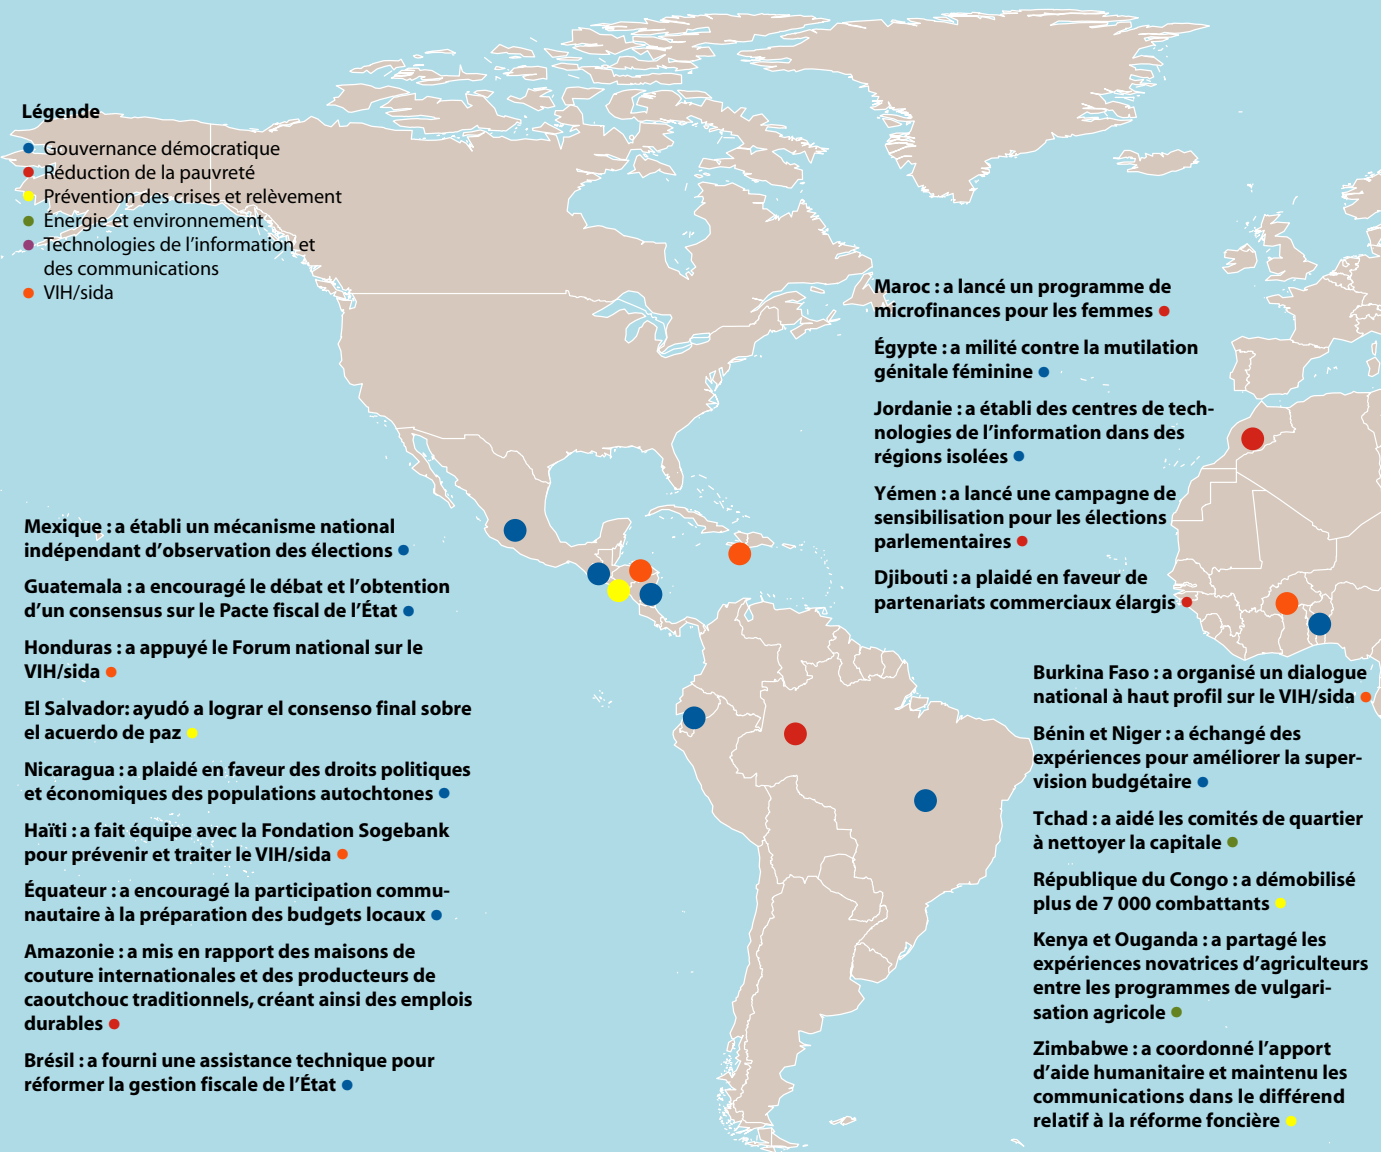 Légende
Gouvernance démocratique
Réduction de la pauvreté
Prévention des crises et relèvement
Énergie et environnement
Technologies de l'information et
des communications
VIH/sida
Mexique : a établi un mécanisme national
indépendant d'observation des élections
Guatemala : a encouragé le débat et l'obtention
d'un consensus sur le Pacte fiscal de l'État
Honduras : a appuyé le Forum national sur le
VIH/sida
El Salvador: ayudó a lograr el consenso final sobre
el acuerdo de paz
Nicaragua : a plaidé en faveur des droits politiques
et économiques des populations autochtones
Haïti : a fait équipe avec la Fondation Sogebank
pour prévenir et traiter le VIH/sida
Équateur : a encouragé la participation commu-
nautaire à la préparation des budgets locaux
Amazonie : a mis en rapport des maisons de
couture internationales et des producteurs de
caoutchouc traditionnels, créant ainsi des emplois
durables
Brésil : a fourni une assistance technique pour
réformer la gestion fiscale de l'État
Maroc : a lancé un programme de
microfinances pour les femmes
Égypte : a milité contre la mutilation
génitale féminine
Jordanie : a établi des centres de tech-
nologies de l'information dans des
régions isolées
Yémen : a lancé une campagne de
sensibilisation pour les élections
parlementaires
Djibouti : a plaidé en faveur de
partenariats commerciaux élargis
Burkina Faso : a organisé un dialogue
national à haut profil sur le VIH/sida
Bénin et Niger : a échangé des
expériences pour améliorer la super-
vision budgétaire
Tchad : a aidé les comités de quartier
à nettoyer la capitale
République du Congo : a démobilisé
plus de 7 000 combattants
Kenya et Ouganda : a partagé les
expériences novatrices d'agriculteurs
entre les programmes de vulgari-
sation agricole
Zimbabwe : a coordonné l'apport
d'aide humanitaire et maintenu les
communications dans le différend
relatif à la réforme foncière